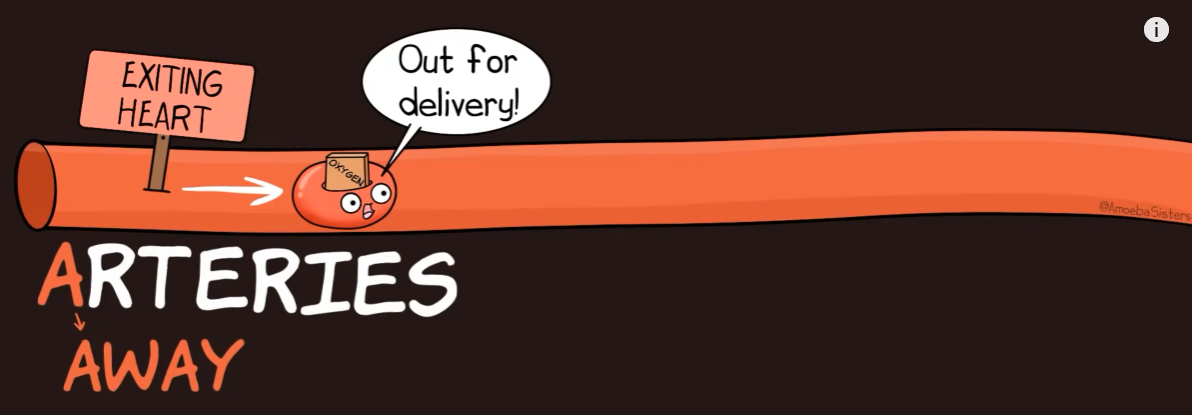 EXITING
HEART
Out for
delivery!
OXYGEN
@AmoebaSisters
ARTERIES
AWAY
i